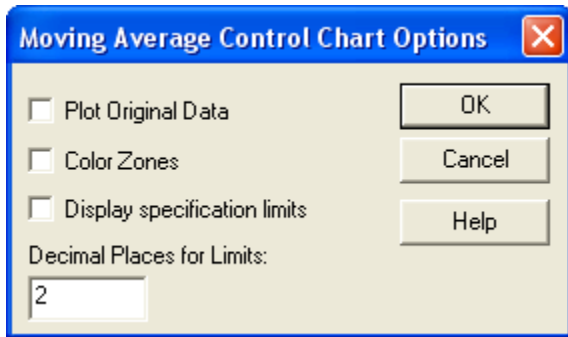 Moving Average Control Chart Options
Plot Original Data
Color Zones
Display specification limits
Decimal Places for Limits:
2
OK
Cancel
Help